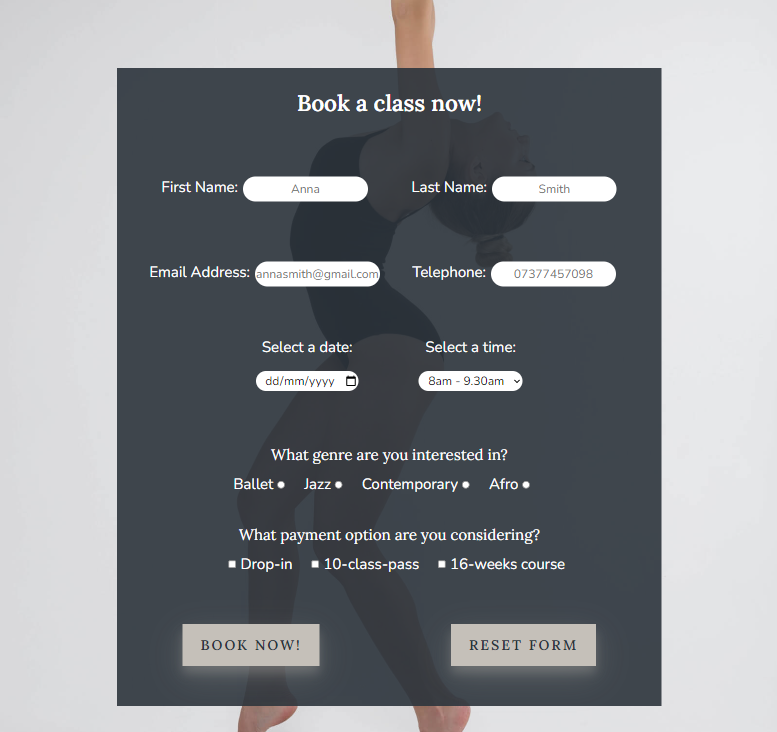 Book a class now!
First Name: Anna Last Name: Smith
Email Address: annasmith@gmail.com Telephone: 07377457098
Select a date: Select a time:
dd/mm/yyyy 8am - 9.30am
What genre are you interested in?
Ballet Jazz Contemporary Afro
What payment option are you considering?
Drop-in 10-class-pass 16-weeks course
BOOK NOW! RESET FORM